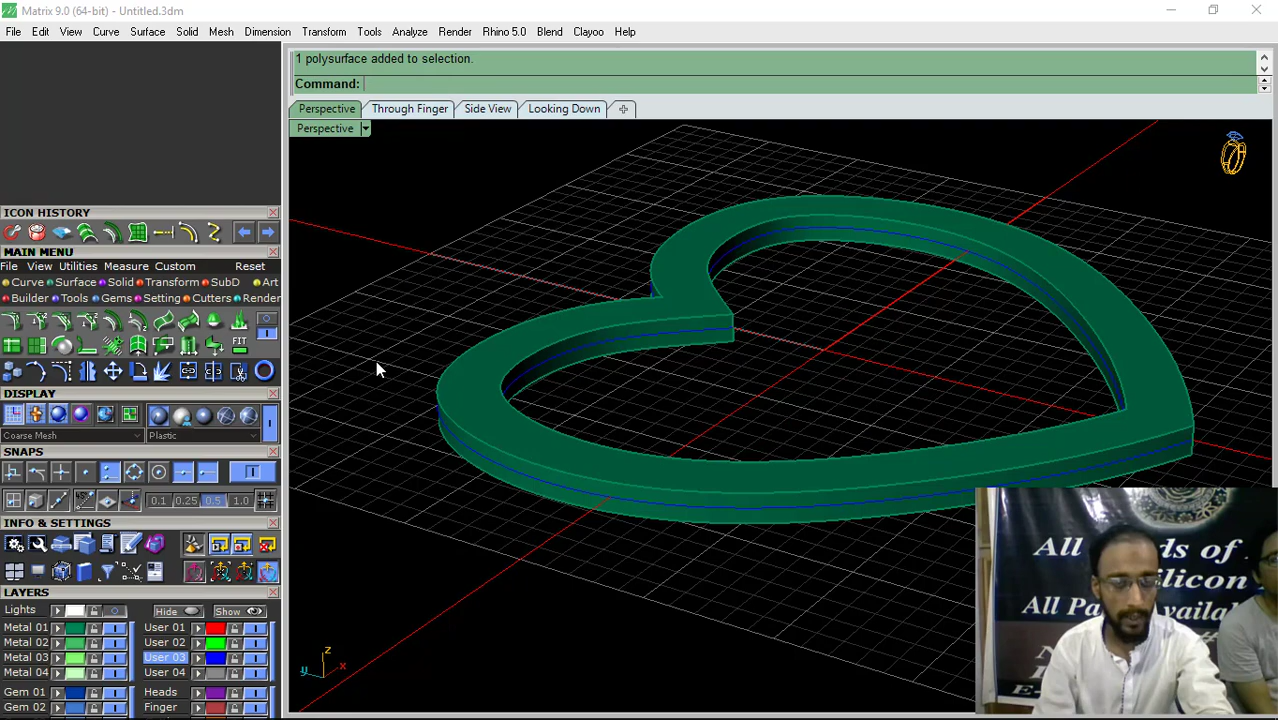 Matrix 9.0 (64-bit) - Untitled.3dm
File Edit View Curve Surface Solid Mesh Dimension Transform Tools Analyze Render Rhino 5.0 Blend Clayoo Help
1 polysurface added to selection.
Command:
Perspective Through Finger Side View Looking Down
Perspective
ICON HISTORY
MAIN MENU
File View Utilities Measure Custom Reset
Curve Surface Solid Transform SubD Art
Builder Tools Gems Setting Cutters Render
FIT
DISPLAY
Coarse Mesh Plastic
SNAPS
0.1 0.25 0.5 1.0
INFO & SETTINGS
LAYERS
Lights Hide Show
Metal 01 User 01
Metal 02 User 02
Metal 03 User 03
Metal 04 User 04
Gem 01 Heads
Gem 02 Finger
z
y x
All ds of
ilicon
All Pa vailab